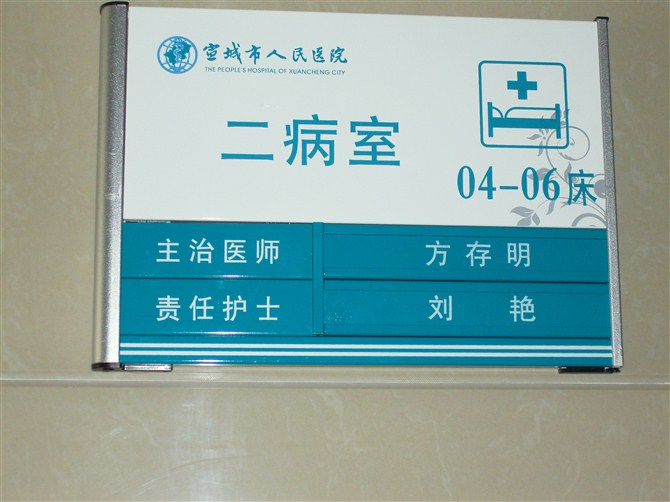 宣城市人民医院
THE PEOPLE'S HOSPITAL OF XUANCHENG CITY
二病室
04-06床
主治医师 方存明
责任护士 刘艳